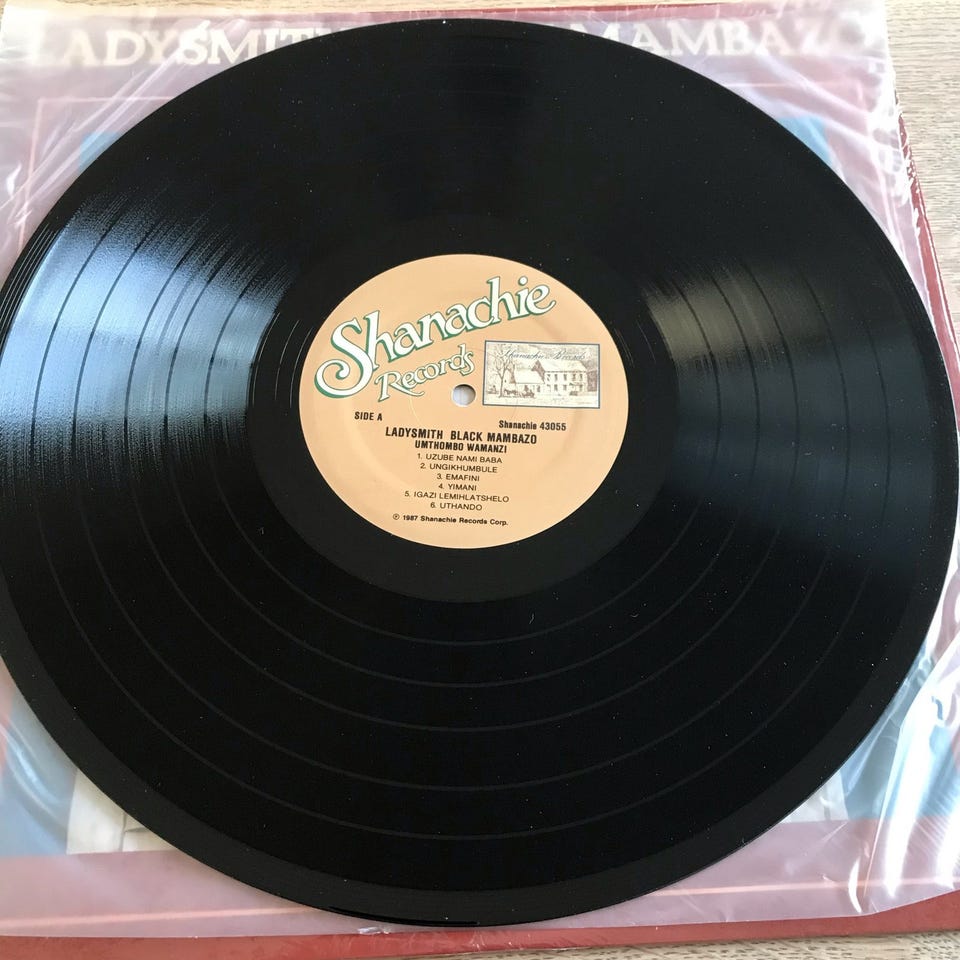 LADYSMITH MAMBAZO
Shanachie
Records
Shanachie Records
SIDE A
Shanachie 43055
LADYSMITH BLACK MAMBAZO
UMTHOMBO WAMANZI
1. UZUBE NAMI BABA
2. UNGIKHUMBULE
3. EMAFINI
4. YIMANI
5. IGAZI LEMIHLATSHELO
6. UTHANDO
℗ 1987 Shanachie Records Corp.